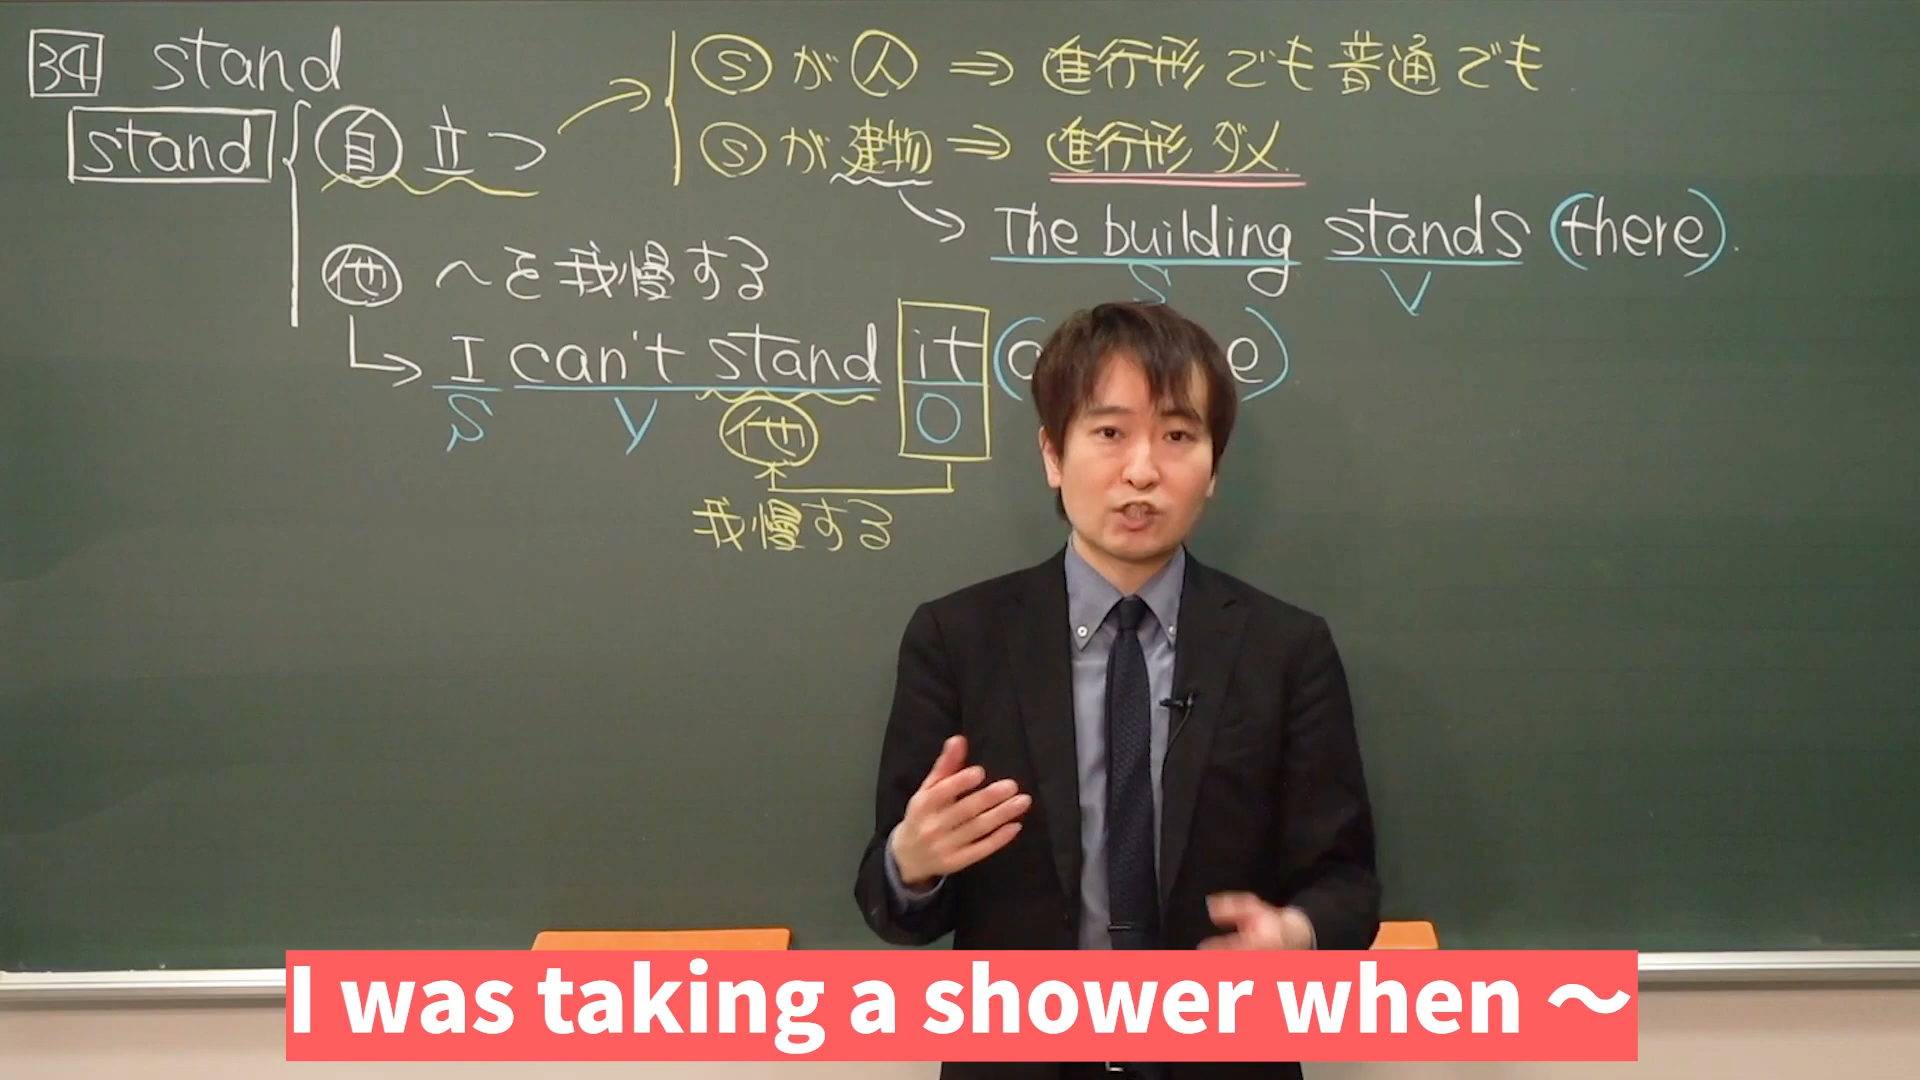 34 stand
stand
自 立つ
Sが人 ⇒ 進行形でも普通でも
Sが建物 ⇒ 進行形ダメ.
The building stands (there).
S V
他 〜を我慢する
I can't stand it
S V 他 O
我慢する
I was taking a shower when 〜